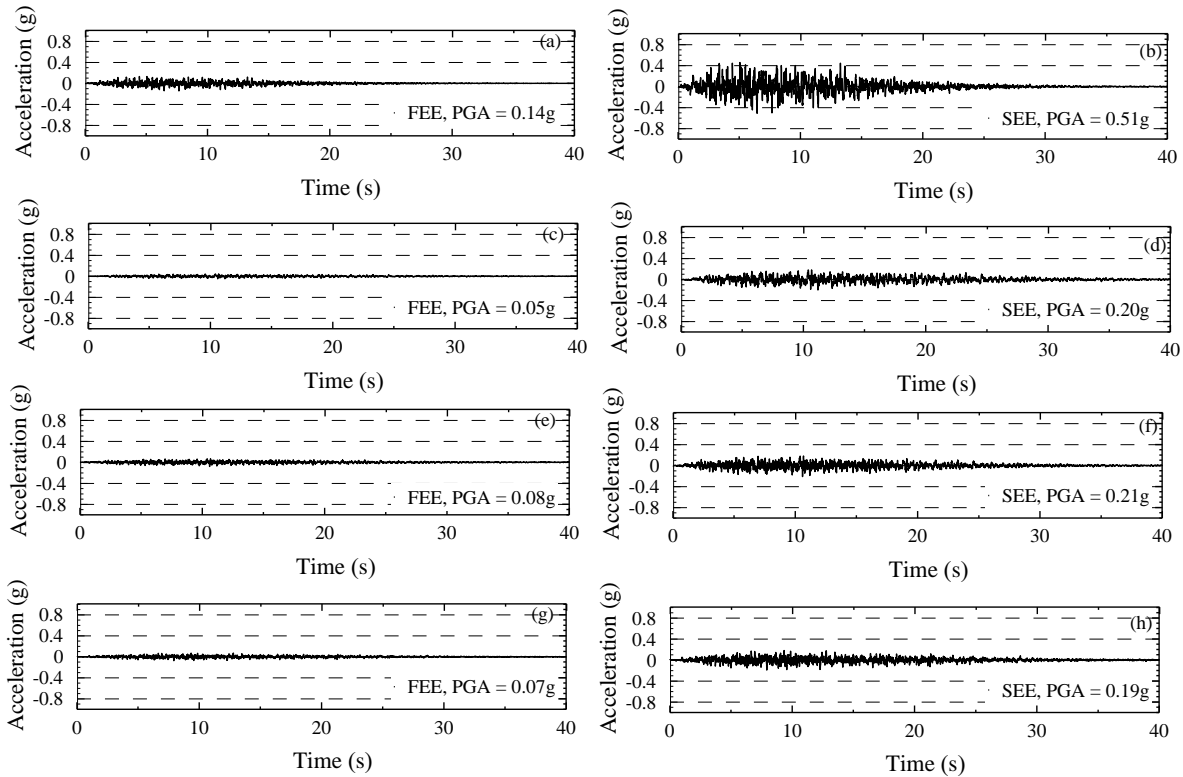 Acceleration (g)
0.8
0.4
0
-0.4
-0.8
(a)
FEE, PGA = 0.14g
0 10 20 30 40
Time (s)
Acceleration (g)
0.8
0.4
0
-0.4
-0.8
(b)
SEE, PGA = 0.51g
0 10 20 30 40
Time (s)
Acceleration (g)
0.8
0.4
0
-0.4
-0.8
(c)
FEE, PGA = 0.05g
0 10 20 30 40
Time (s)
Acceleration (g)
0.8
0.4
0
-0.4
-0.8
(d)
SEE, PGA = 0.20g
0 10 20 30 40
Time (s)
Acceleration (g)
0.8
0.4
0
-0.4
-0.8
(e)
FEE, PGA = 0.08g
0 10 20 30 40
Time (s)
Acceleration (g)
0.8
0.4
0
-0.4
-0.8
(f)
SEE, PGA = 0.21g
0 10 20 30 40
Time (s)
Acceleration (g)
0.8
0.4
0
-0.4
-0.8
(g)
FEE, PGA = 0.07g
0 10 20 30 40
Time (s)
Acceleration (g)
0.8
0.4
0
-0.4
-0.8
(h)
SEE, PGA = 0.19g
0 10 20 30 40
Time (s)